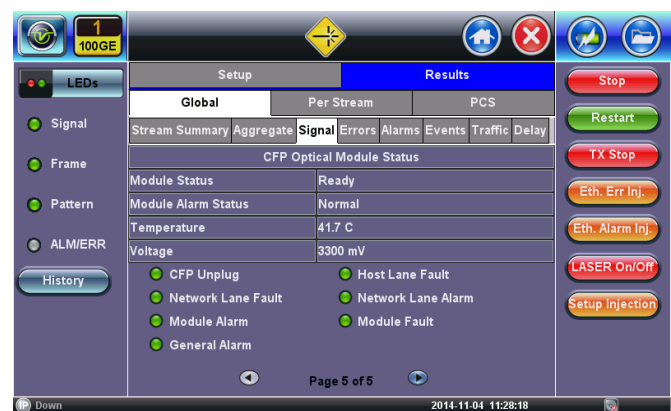 1
100GE
LEDs
Signal
Frame
Pattern
ALM/ERR
History
Setup Results
Global Per Stream PCS
Stream Summary Aggregate Signal Errors Alarms Events Traffic Delay
CFP Optical Module Status
Module Status Ready
Module Alarm Status Normal
Temperature 41.7 C
Voltage 3300 mV
CFP Unplug Host Lane Fault
Network Lane Fault Network Lane Alarm
Module Alarm Module Fault
General Alarm
Page 5 of 5
Stop
Restart
TX Stop
Eth. Err Inj.
Eth. Alarm Inj.
LASER On/Off
Setup Injection
IP Down 2014-11-04 11:28:18